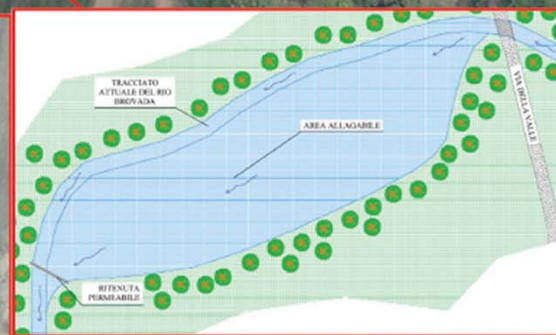 TRACCIATO
ATTUALE DEL RIO
BROVADA
AREA ALLAGABILE
VIA DELLA VALLE
RITENUTA
PERMEABILE